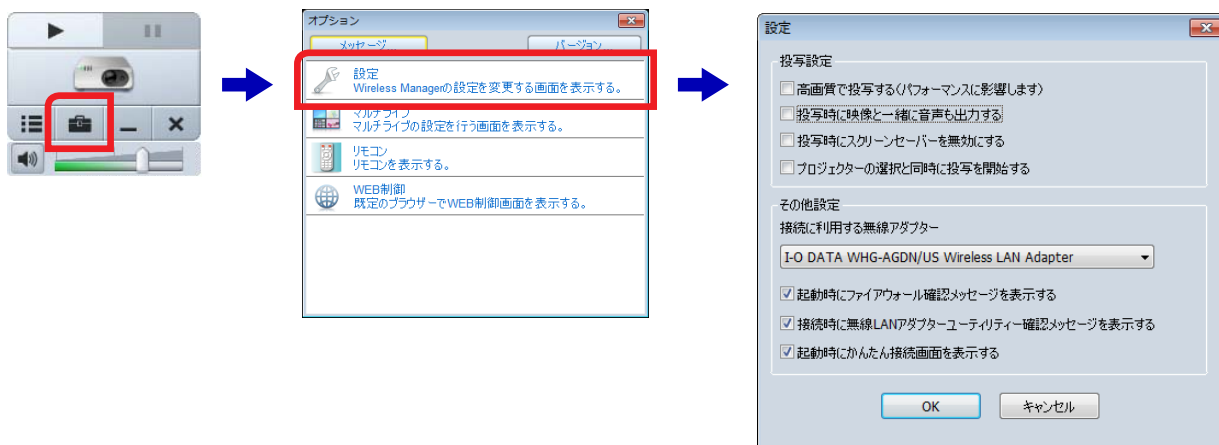 オプション
メッセージ...
バージョン...
設定
Wireless Managerの設定を変更する画面を表示する。
マルチライブ
マルチライブの設定を行う画面を表示する。
リモコン
リモコンを表示する。
WEB制御
既定のブラウザーでWEB制御画面を表示する。
設定
投写設定
高画質で投写する(パフォーマンスに影響します)
投写時に映像と一緒に音声も出力する
投写時にスクリーンセーバーを無効にする
プロジェクターの選択と同時に投写を開始する
その他設定
接続に利用する無線アダプター
I-O DATA WHG-AGDN/US Wireless LAN Adapter
起動時にファイアウォール確認メッセージを表示する
接続時に無線LANアダプターユーティリティー確認メッセージを表示する
起動時にかんたん接続画面を表示する
OK
キャンセル